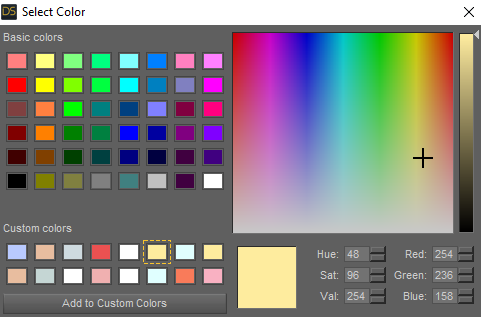 DS Select Color
Basic colors
Custom colors
Add to Custom Colors
Hue: 48 Red: 254
Sat: 96 Green: 236
Val: 254 Blue: 158